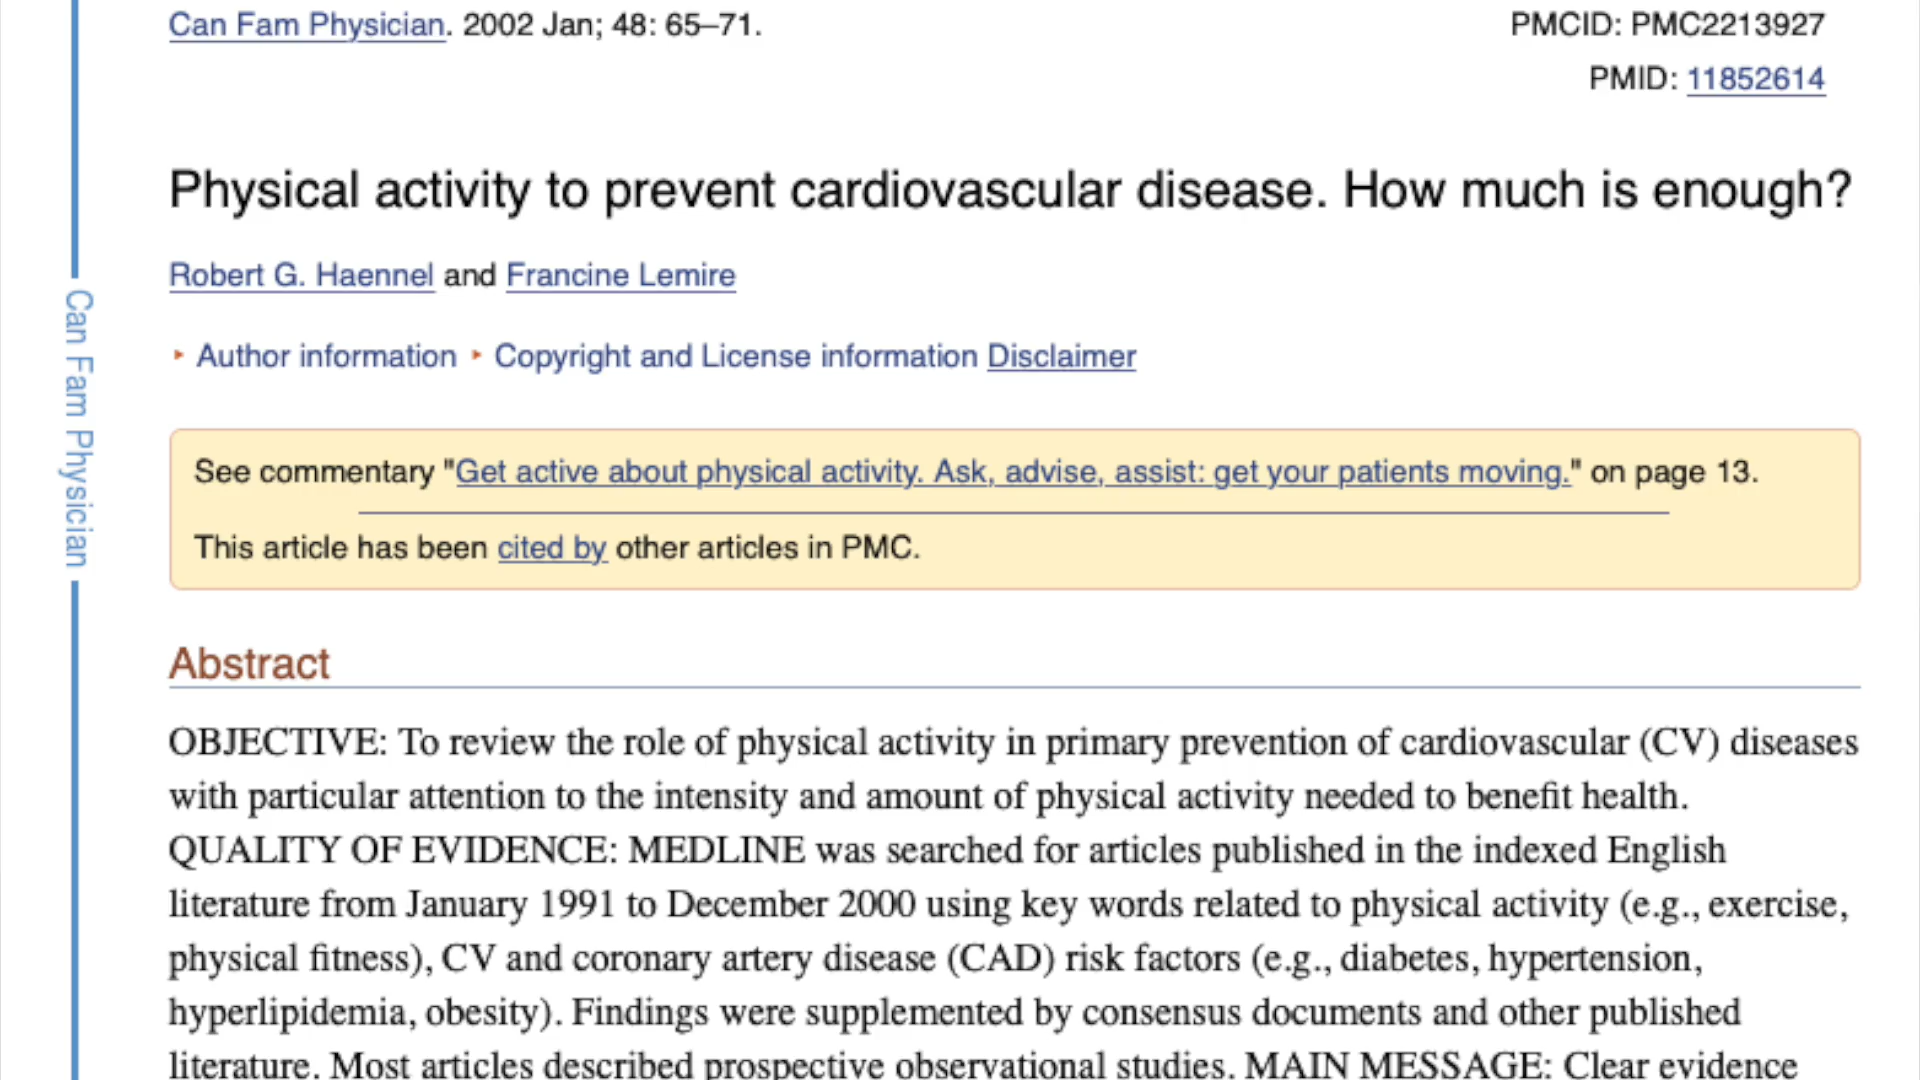 Can Fam Physician. 2002 Jan; 48: 65–71.
PMCID: PMC2213927
PMID: 11852614
Physical activity to prevent cardiovascular disease. How much is enough?
Robert G. Haennel and Francine Lemire
Author information Copyright and License information Disclaimer
Can Fam Physician
See commentary "Get active about physical activity. Ask, advise, assist: get your patients moving." on page 13.
This article has been cited by other articles in PMC.
Abstract
OBJECTIVE: To review the role of physical activity in primary prevention of cardiovascular (CV) diseases
with particular attention to the intensity and amount of physical activity needed to benefit health.
QUALITY OF EVIDENCE: MEDLINE was searched for articles published in the indexed English
literature from January 1991 to December 2000 using key words related to physical activity (e.g., exercise,
physical fitness), CV and coronary artery disease (CAD) risk factors (e.g., diabetes, hypertension,
hyperlipidemia, obesity). Findings were supplemented by consensus documents and other published
literature. Most articles described prospective observational studies. MAIN MESSAGE: Clear evidence